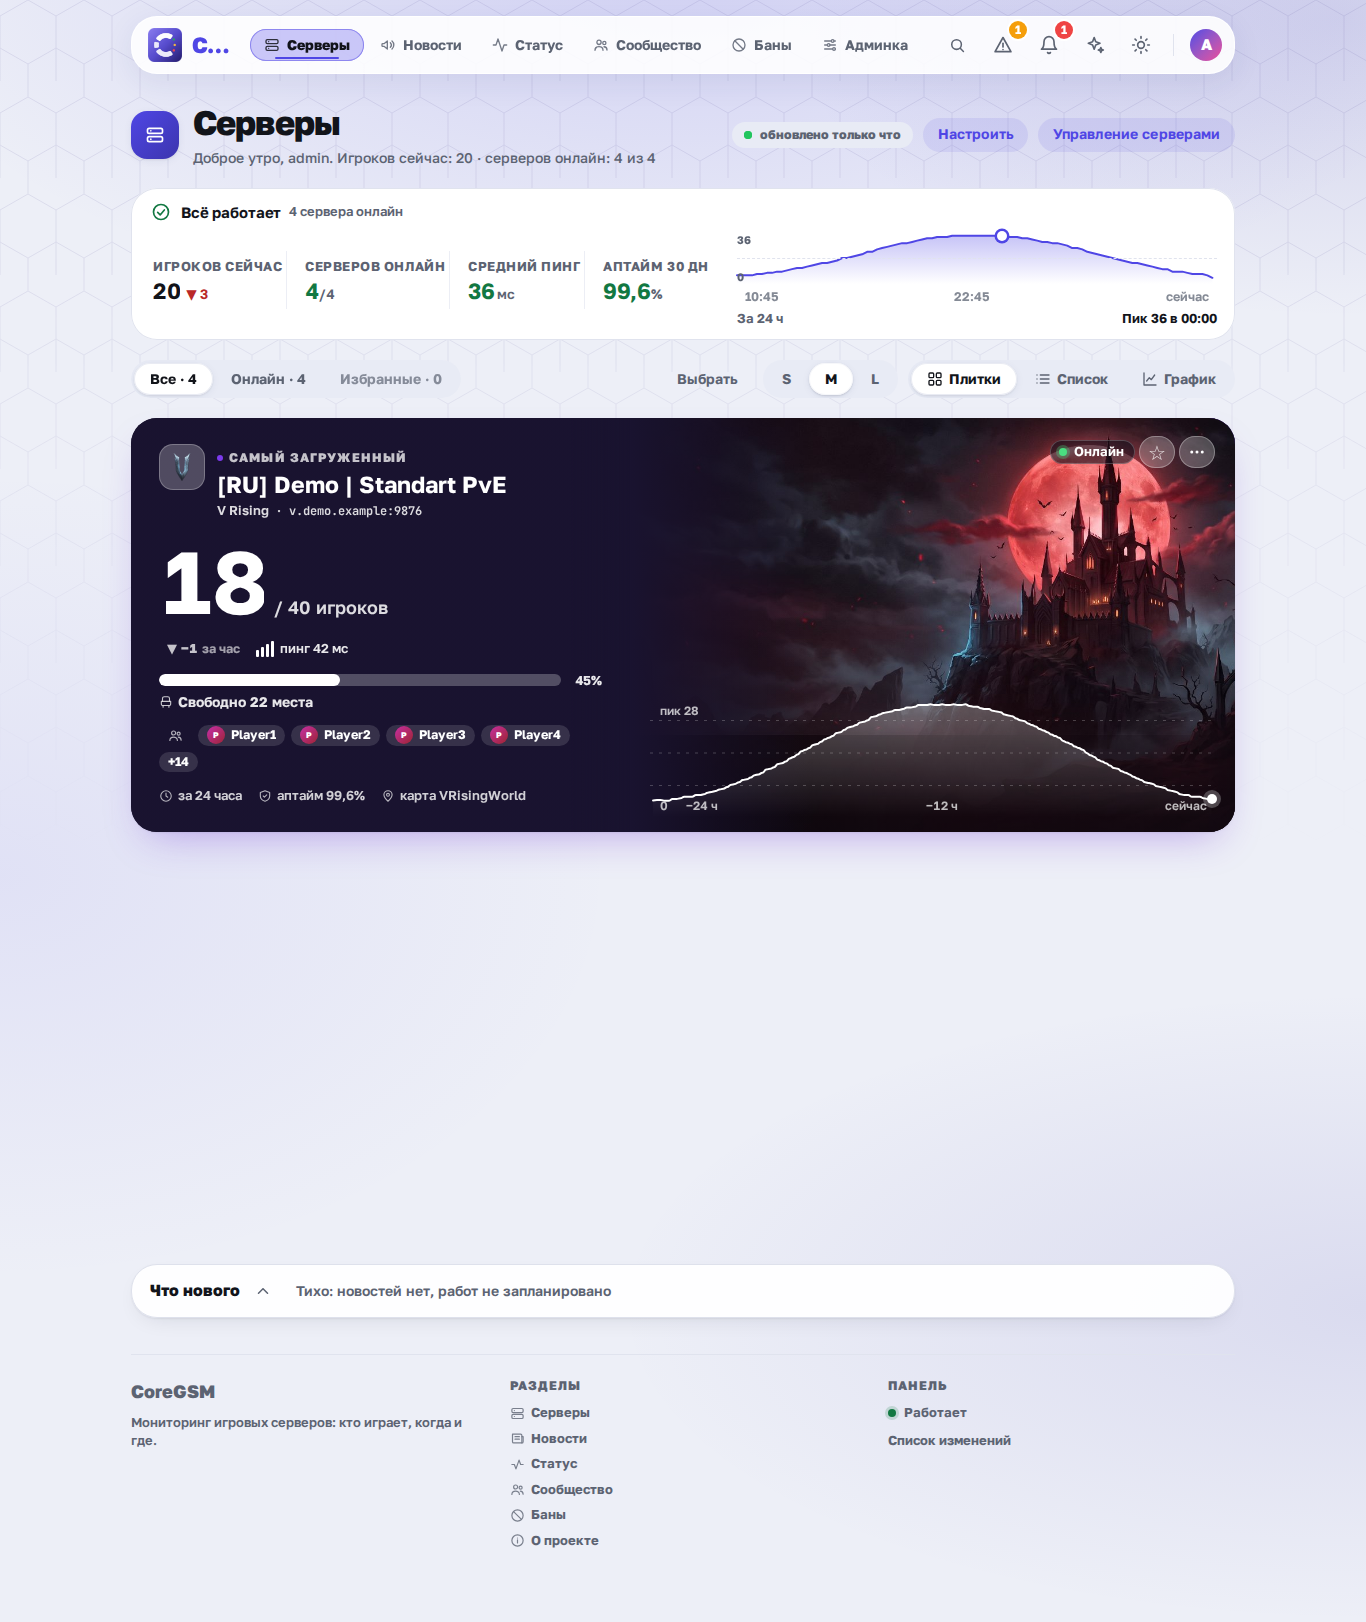 C…
Серверы
Новости
Статус
Сообщество
Баны
Админка
1
1
A
Серверы
Доброе утро, admin. Игроков сейчас: 20 · серверов онлайн: 4 из 4
обновлено только что
Настроить
Управление серверами
Всё работает 4 сервера онлайн
ИГРОКОВ СЕЙЧАС
20 ▼ 3
СЕРВЕРОВ ОНЛАЙН
4/4
СРЕДНИЙ ПИНГ
36 мс
АПТАЙМ 30 ДН
99,6%
36
0
10:45 22:45 сейчас
За 24 ч Пик 36 в 00:00
Все · 4
Онлайн · 4
Избранные · 0
Выбрать
S M L
Плитки
Список
График
САМЫЙ ЗАГРУЖЕННЫЙ
[RU] Demo | Standart PvE
V Rising · v.demo.example:9876
Онлайн
18 / 40 игроков
▼ −1 за час пинг 42 мс
45%
Свободно 22 места
P Player1 P Player2 P Player3 P Player4
+14
за 24 часа аптайм 99,6% карта VRisingWorld
пик 28
0 −24 ч −12 ч сейчас
Что нового
Тихо: новостей нет, работ не запланировано
CoreGSM
Мониторинг игровых серверов: кто играет, когда и
где.
РАЗДЕЛЫ
Серверы
Новости
Статус
Сообщество
Баны
О проекте
ПАНЕЛЬ
Работает
Список изменений